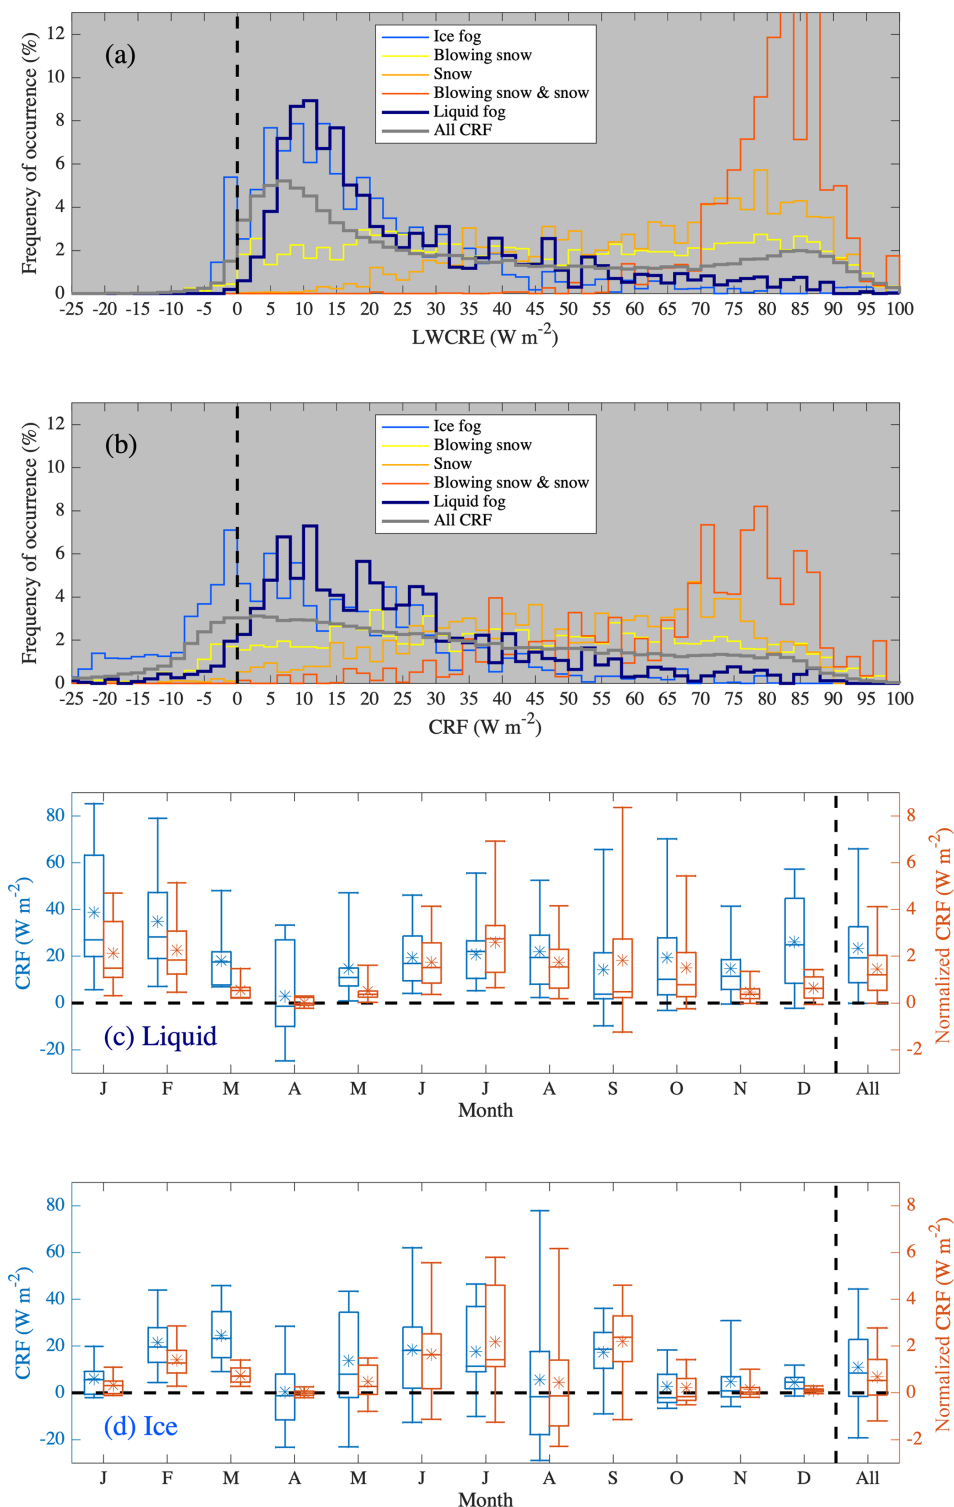 (a)
Frequency of occurrence (%)
12
10
8
6
4
2
0
Ice fog
Blowing snow
Snow
Blowing snow & snow
Liquid fog
All CRF
-25 -20 -15 -10 -5 0 5 10 15 20 25 30 35 40 45 50 55 60 65 70 75 80 85 90 95 100
LWCRE (W m-2)
(b)
Frequency of occurrence (%)
12
10
8
6
4
2
0
Ice fog
Blowing snow
Snow
Blowing snow & snow
Liquid fog
All CRF
-25 -20 -15 -10 -5 0 5 10 15 20 25 30 35 40 45 50 55 60 65 70 75 80 85 90 95 100
CRF (W m-2)
CRF (W m-2)
80
60
40
20
0
-20
(c) Liquid
8
6
4
2
0
-2
Normalized CRF (W m-2)
J F M A M J J A S O N D All
Month
CRF (W m-2)
80
60
40
20
0
-20
(d) Ice
8
6
4
2
0
-2
Normalized CRF (W m-2)
J F M A M J J A S O N D All
Month